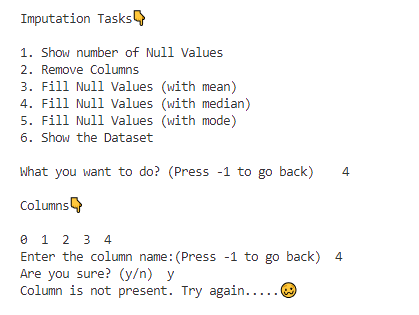 Imputation Tasks👇
1. Show number of Null Values
2. Remove Columns
3. Fill Null Values (with mean)
4. Fill Null Values (with median)
5. Fill Null Values (with mode)
6. Show the Dataset
What you want to do? (Press -1 to go back) 4
Columns👇
0 1 2 3 4
Enter the column name:(Press -1 to go back) 4
Are you sure? (y/n) y
Column is not present. Try again.....🥴